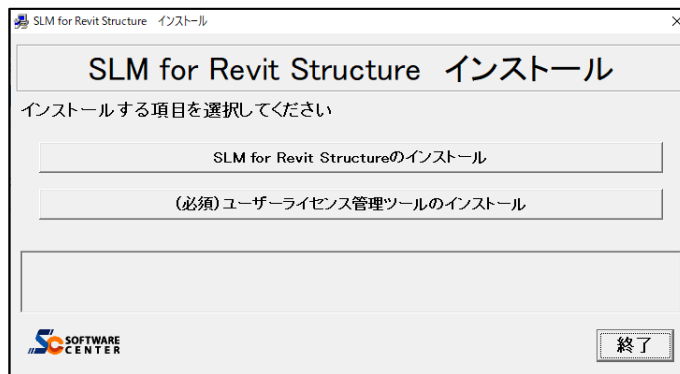 SLM for Revit Structure　インストール
SLM for Revit Structure　インストール
インストールする項目を選択してください
SLM for Revit Structureのインストール
(必須)ユーザーライセンス管理ツールのインストール
SC SOFTWARE CENTER
終了